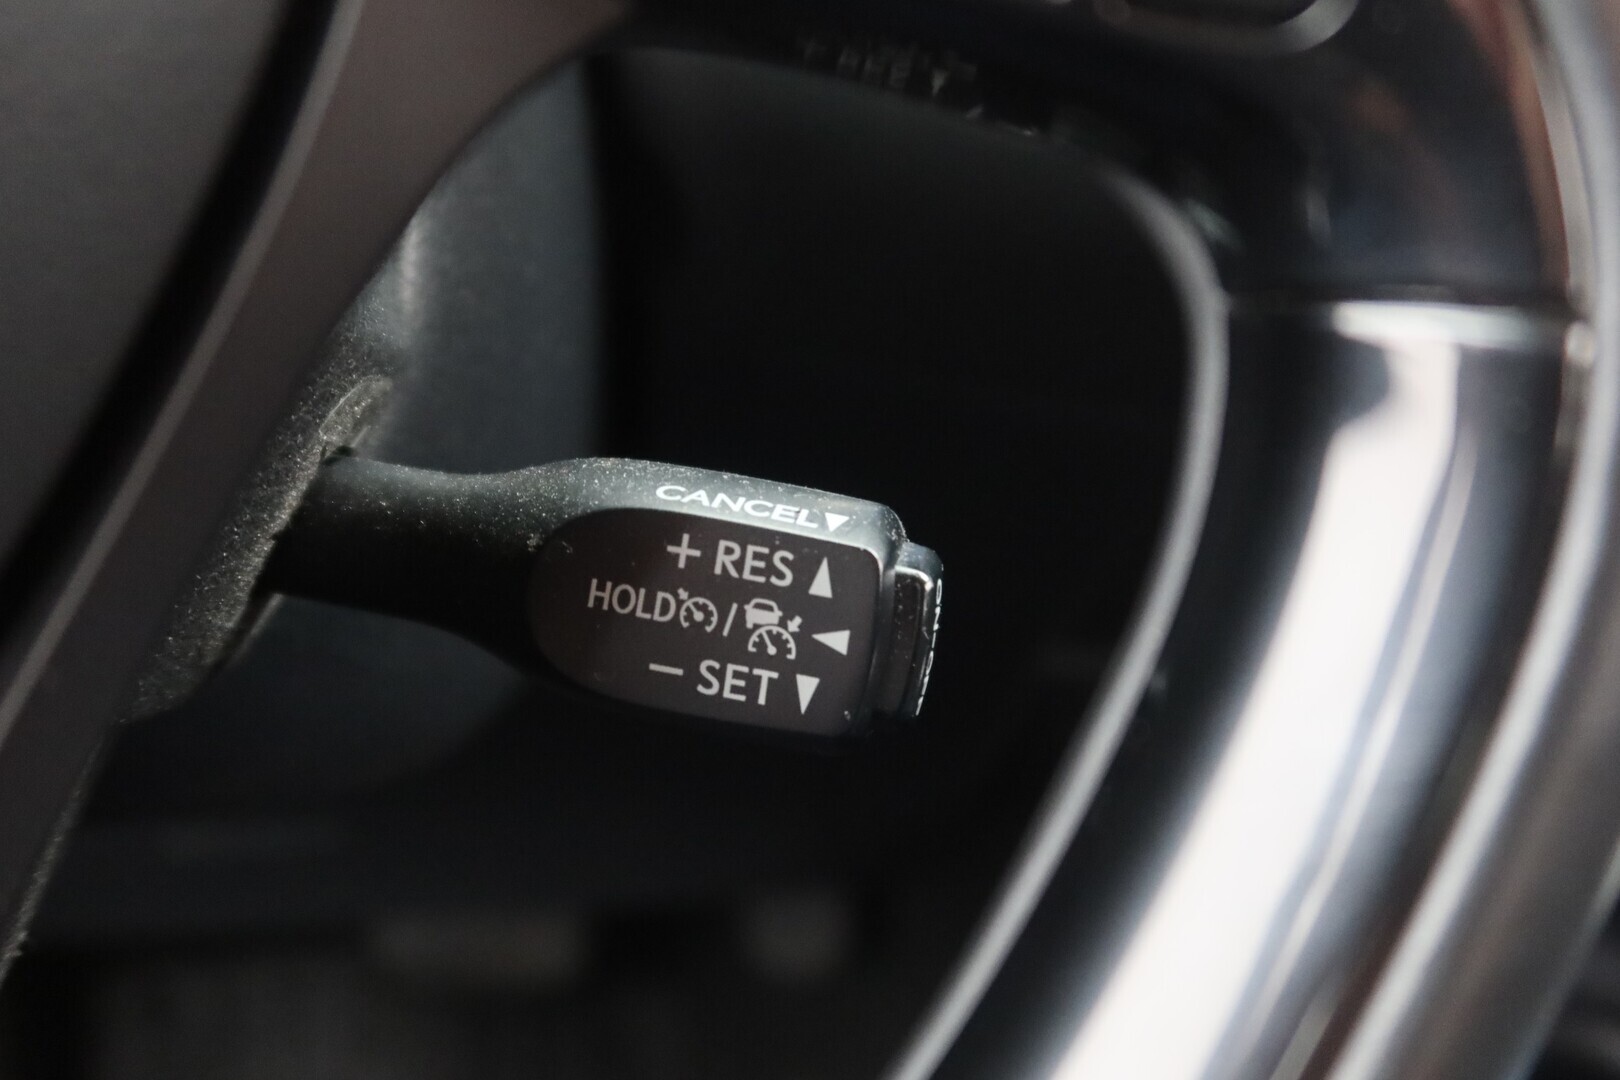 CANCEL▼
+ RES ▲
HOLD / ◀
− SET ▼